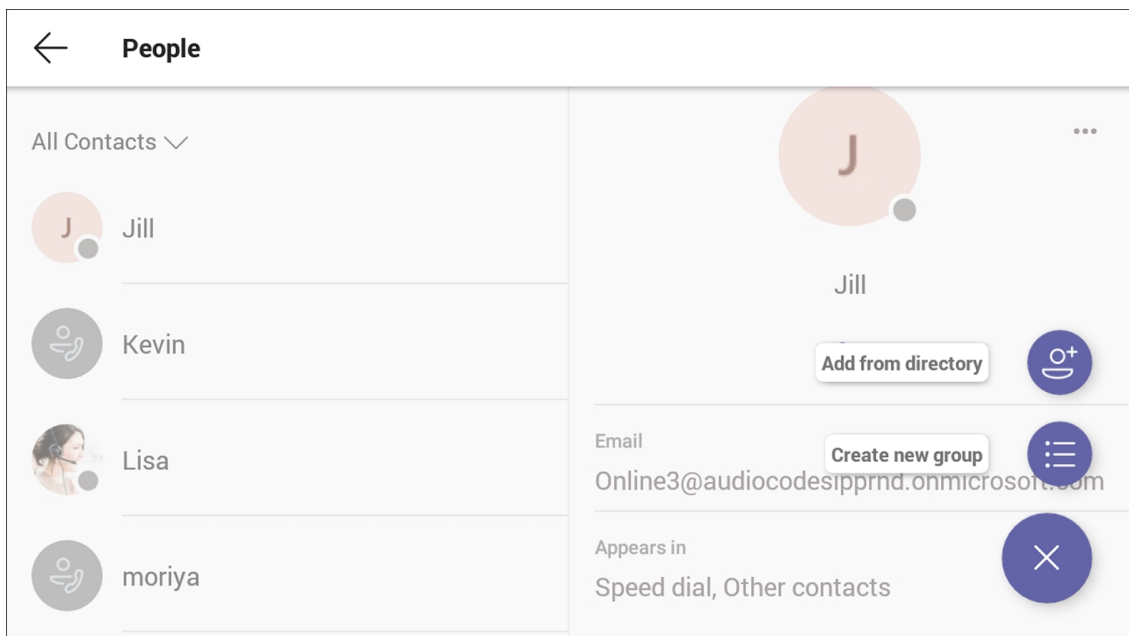 People
All Contacts
J
Jill
Kevin
Lisa
moriya
J
Jill
Add from directory
Create new group
Email
Online3@audiocodesipprnd.onmicrosoft.com
Appears in
Speed dial, Other contacts